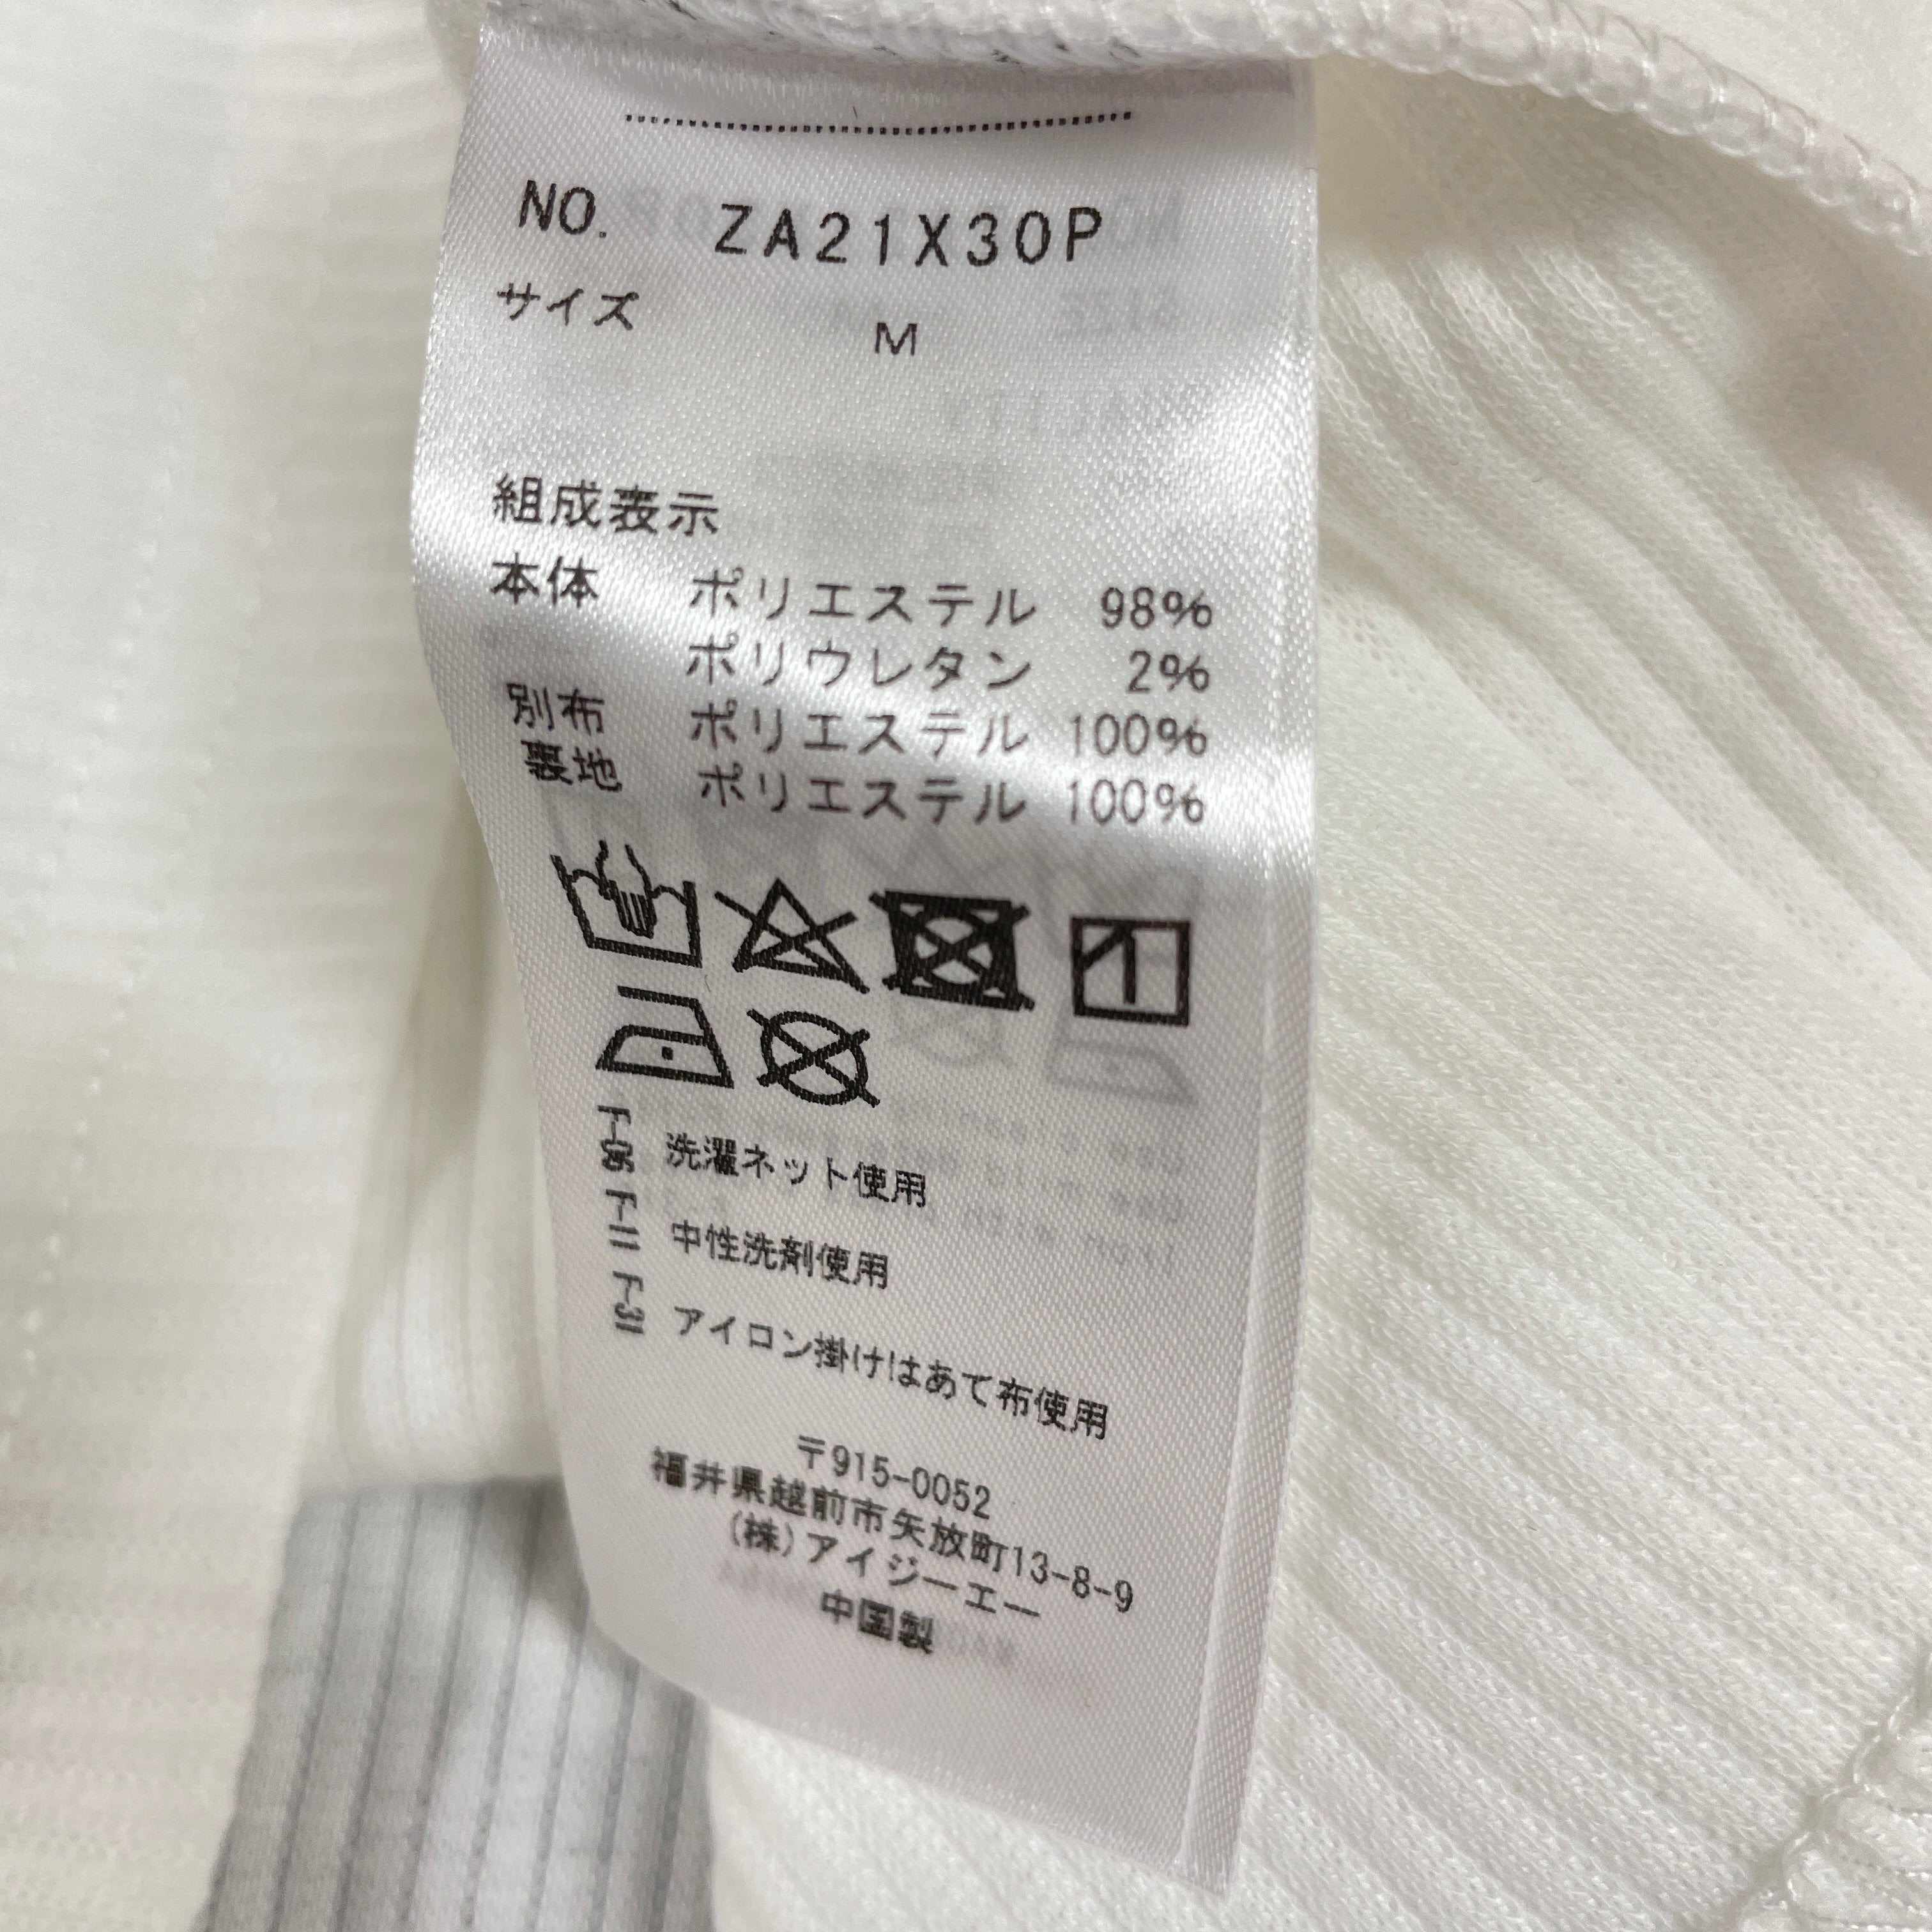 NO. ZA21X30P
サイズ M
組成表示
本体 ポリエステル 98%
ポリウレタン 2%
別布 ポリエステル 100%
裏地 ポリエステル 100%
洗濯ネット使用
中性洗剤使用
アイロン掛けはあて布使用
〒915-0052
福井県越前市矢放町13-8-9
(株)アイジーエー
中国製